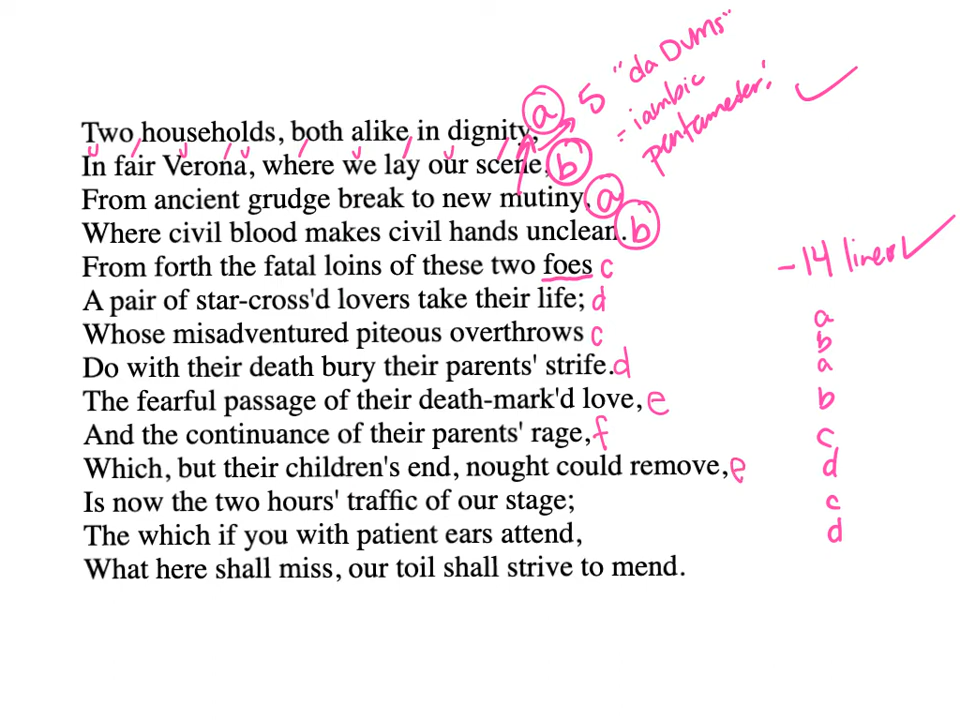 5 "da DUMS"
= iambic
pentameder!
Two households, both alike in dignity, a
In fair Verona, where we lay our scene, b
From ancient grudge break to new mutiny, a
Where civil blood makes civil hands unclean. b
From forth the fatal loins of these two foes c
A pair of star-cross'd lovers take their life; d
Whose misadventured piteous overthrows c
Do with their death bury their parents' strife. d
The fearful passage of their death-mark'd love, e
And the continuance of their parents' rage, f
Which, but their children's end, nought could remove, e
Is now the two hours' traffic of our stage;
The which if you with patient ears attend,
What here shall miss, our toil shall strive to mend.
- 14 lines
a
b
a
b
c
d
c
d